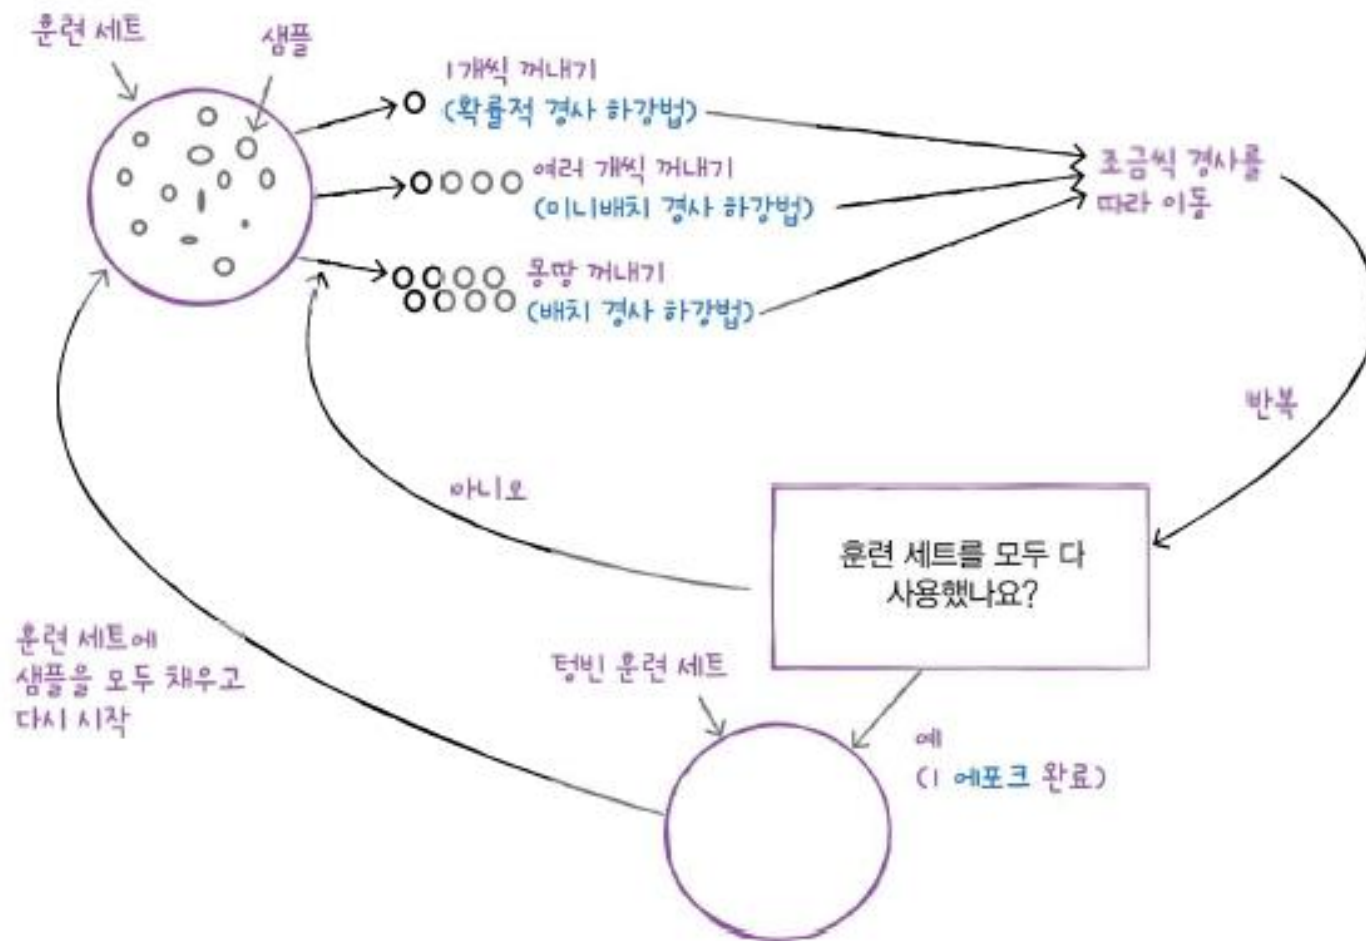 훈련 세트
샘플
1개씩 꺼내기
(확률적 경사 하강법)
여러 개씩 꺼내기
(미니배치 경사 하강법)
몽땅 꺼내기
(배치 경사 하강법)
조금씩 경사를
따라 이동
반복
아니오
훈련 세트를 모두 다
사용했나요?
훈련 세트에
샘플을 모두 채우고
다시 시작
텅빈 훈련 세트
예
(1 에포크 완료)